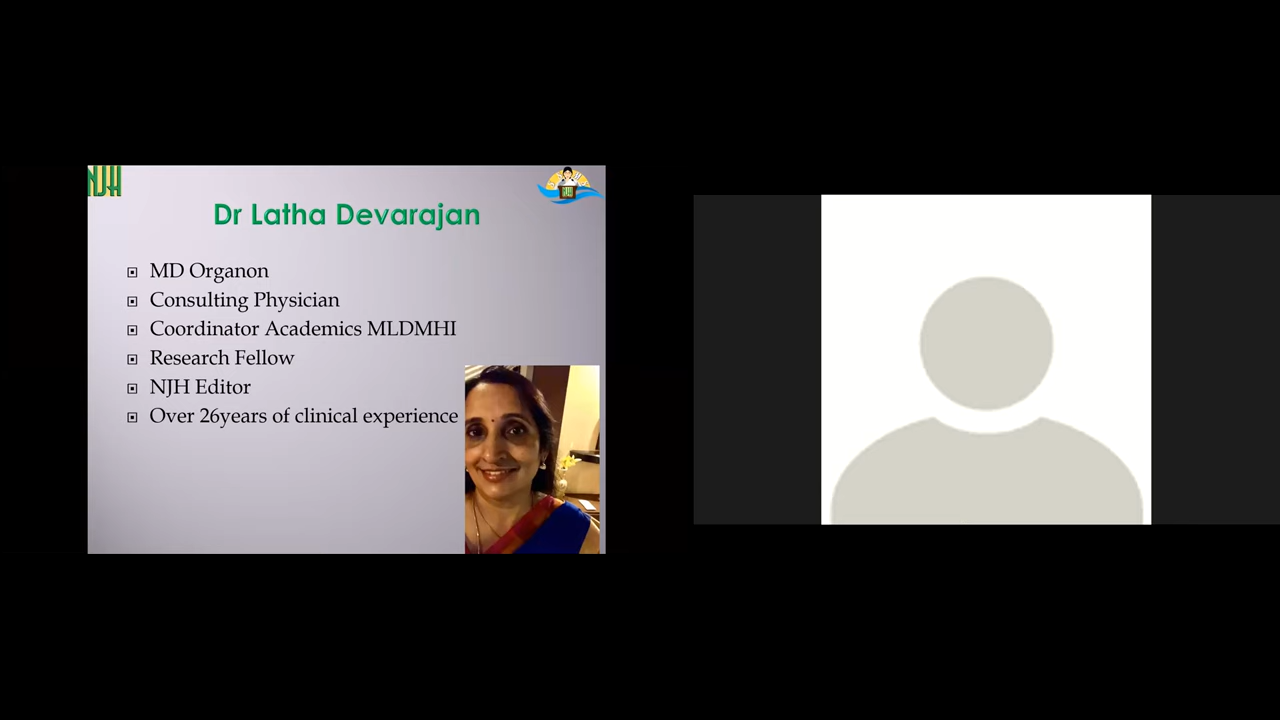 NJH
NJH
Dr Latha Devarajan
MD Organon
Consulting Physician
Coordinator Academics MLDMHI
Research Fellow
NJH Editor
Over 26years of clinical experience